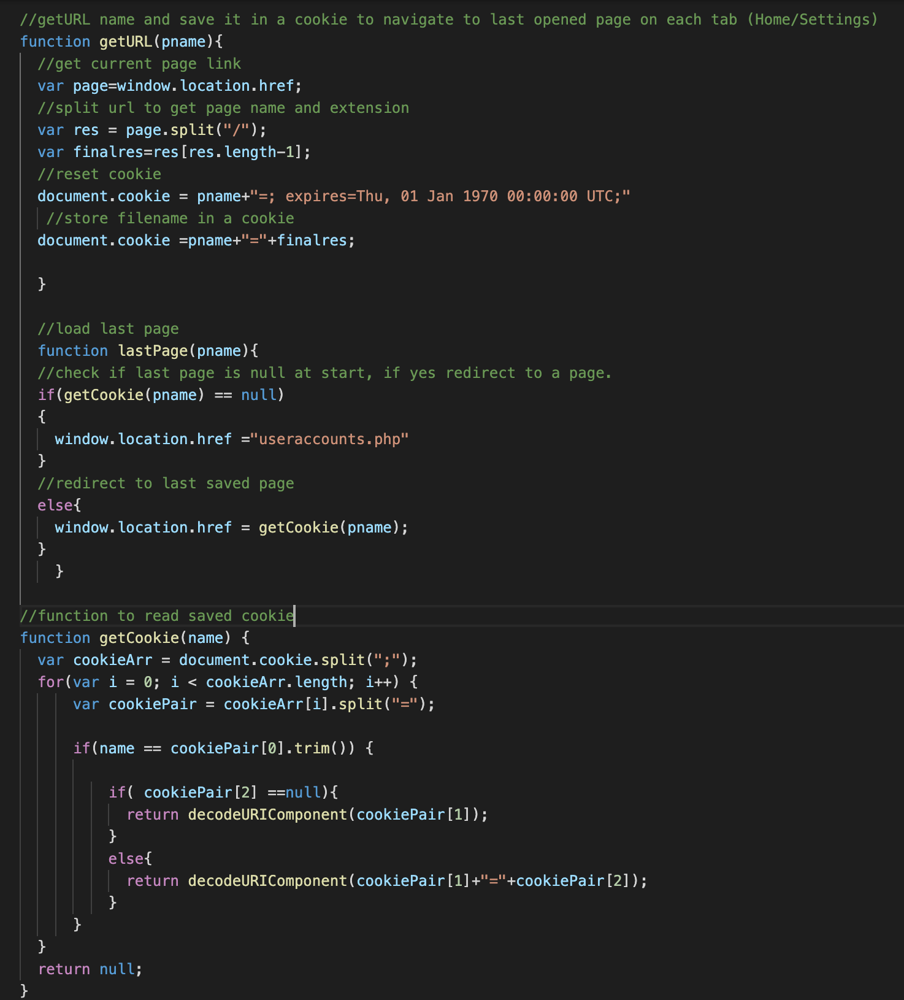 //getURL name and save it in a cookie to navigate to last opened page on each tab (Home/Settings)
function getURL(pname){
//get current page link
var page=window.location.href;
//split url to get page name and extension
var res = page.split("/");
var finalres=res[res.length-1];
//reset cookie
document.cookie = pname+"=; expires=Thu, 01 Jan 1970 00:00:00 UTC;"
//store filename in a cookie
document.cookie =pname+"="+finalres;
}
//load last page
function lastPage(pname){
//check if last page is null at start, if yes redirect to a page.
if(getCookie(pname) == null)
{
window.location.href ="useraccounts.php"
}
//redirect to last saved page
else{
window.location.href = getCookie(pname);
}
}
//function to read saved cookie
function getCookie(name) {
var cookieArr = document.cookie.split(";");
for(var i = 0; i < cookieArr.length; i++) {
var cookiePair = cookieArr[i].split("=");
if(name == cookiePair[0].trim()) {
if( cookiePair[2] ==null){
return decodeURIComponent(cookiePair[1]);
}
else{
return decodeURIComponent(cookiePair[1]+"="+cookiePair[2]);
}
}
}
return null;
}